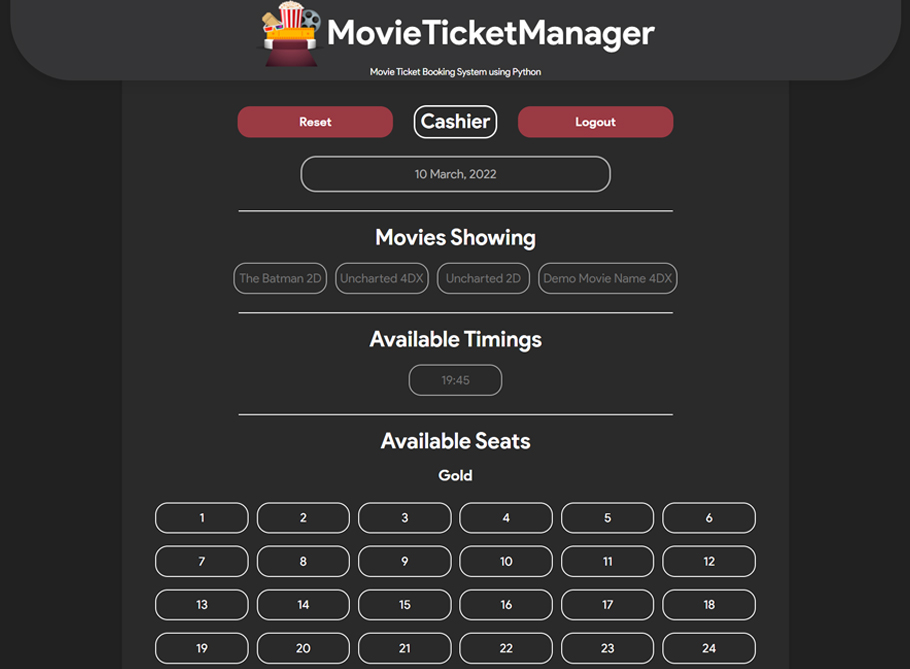 MovieTicketManager
Movie Ticket Booking System using Python
Reset Cashier Logout
10 March, 2022
Movies Showing
The Batman 2D Uncharted 4DX Uncharted 2D Demo Movie Name 4DX
Available Timings
19:45
Available Seats
Gold
1 2 3 4 5 6
7 8 9 10 11 12
13 14 15 16 17 18
19 20 21 22 23 24